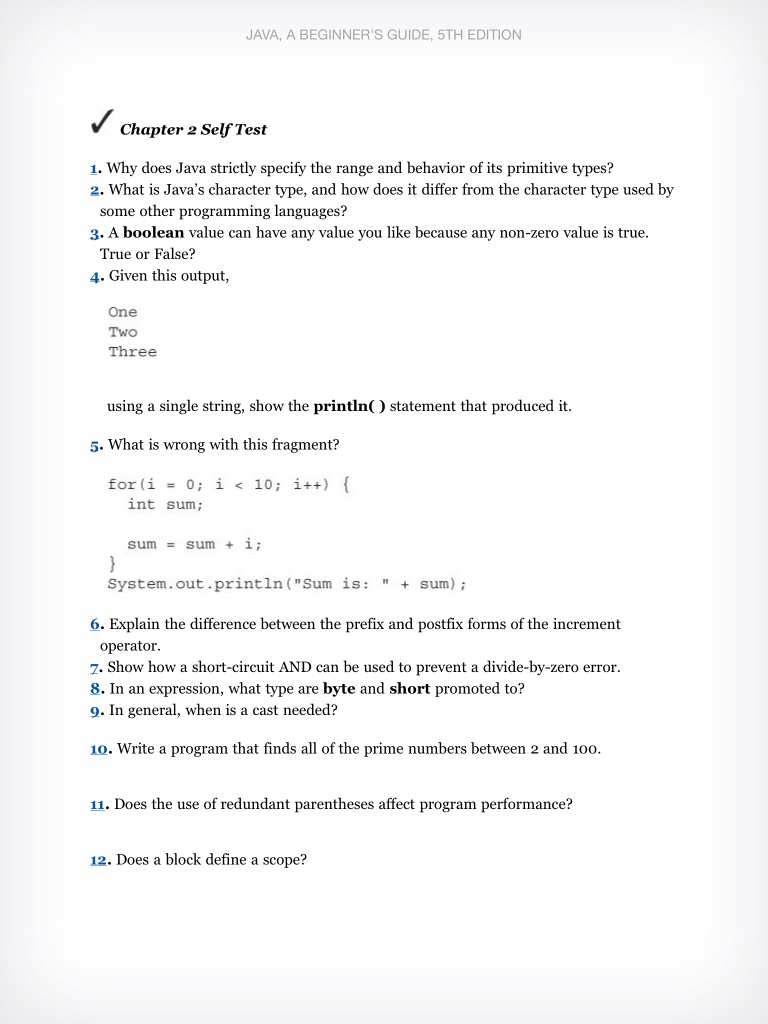 JAVA, A BEGINNER'S GUIDE, 5TH EDITION
✓ Chapter 2 Self Test
1. Why does Java strictly specify the range and behavior of its primitive types?
2. What is Java's character type, and how does it differ from the character type used by
some other programming languages?
3. A boolean value can have any value you like because any non-zero value is true.
True or False?
4. Given this output,
One
Two
Three
using a single string, show the println( ) statement that produced it.
5. What is wrong with this fragment?
for(i = 0; i < 10; i++) {
int sum;
sum = sum + i;
}
System.out.println("Sum is: " + sum);
6. Explain the difference between the prefix and postfix forms of the increment
operator.
7. Show how a short-circuit AND can be used to prevent a divide-by-zero error.
8. In an expression, what type are byte and short promoted to?
9. In general, when is a cast needed?
10. Write a program that finds all of the prime numbers between 2 and 100.
11. Does the use of redundant parentheses affect program performance?
12. Does a block define a scope?